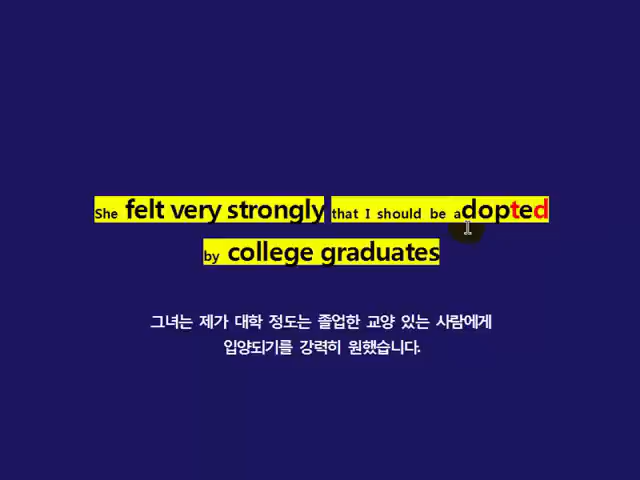 She felt very strongly that I should be adopted
by college graduates
그녀는 제가 대학 정도는 졸업한 교양 있는 사람에게
입양되기를 강력히 원했습니다.